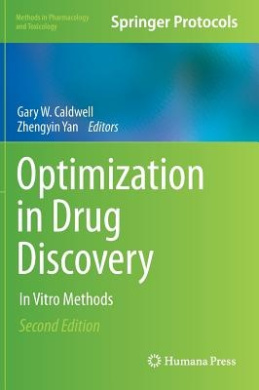 Methods in Pharmacology
and Toxicology
Springer Protocols
Gary W. Caldwell
Zhengyin Yan Editors
Optimization
in Drug
Discovery
In Vitro Methods
Second Edition
Humana Press